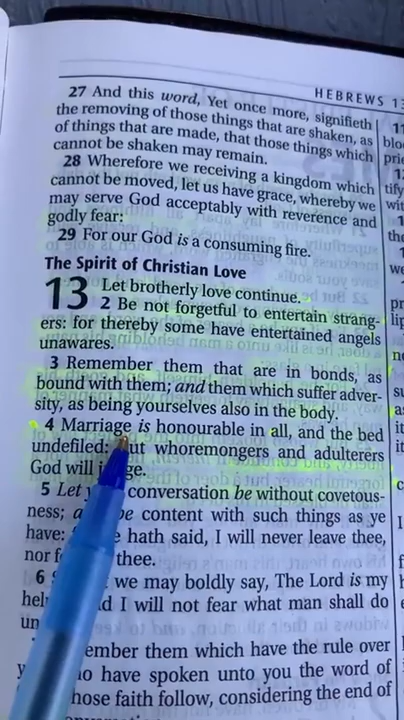 HEBREWS 13
27 And this word, Yet once more, signifieth
the removing of those things that are shaken, as
of things that are made, that those things which
cannot be shaken may remain.
28 Wherefore we receiving a kingdom which
cannot be moved, let us have grace, whereby we
may serve God acceptably with reverence and
godly fear:
29 For our God is a consuming fire.
The Spirit of Christian Love
13 Let brotherly love continue.
2 Be not forgetful to entertain strang-
ers: for thereby some have entertained angels
unawares.
3 Remember them that are in bonds, as
bound with them; and them which suffer adver-
sity, as being yourselves also in the body.
4 Marriage is honourable in all, and the bed
undefiled: but whoremongers and adulterers
God will
5 Let conversation be without covetous-
ness; be content with such things as ye
have: hath said, I will never leave thee,
nor thee.
6 we may boldly say, The Lord is my
I will not fear what man shall do
them which have the rule over
have spoken unto you the word of
faith follow, considering the end of